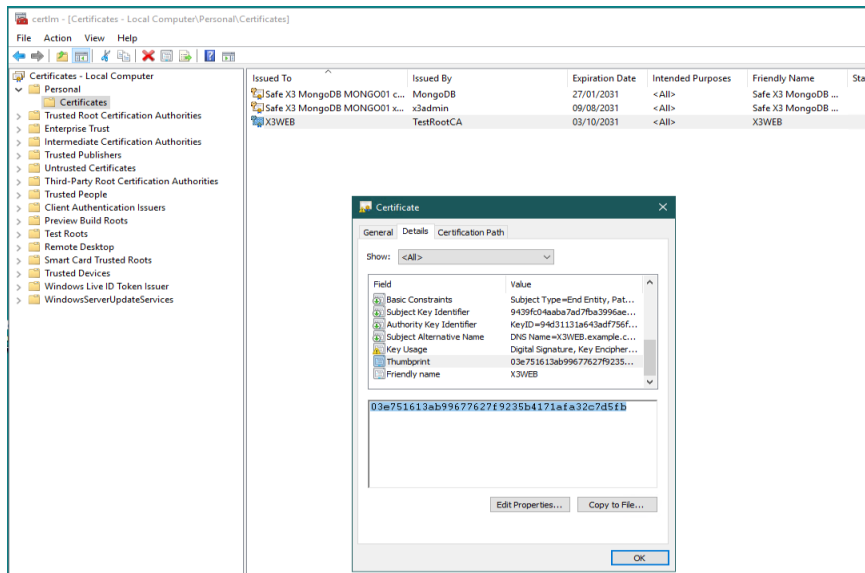 certlm - [Certificates - Local Computer\Personal\Certificates]
File Action View Help
Certificates - Local Computer
Personal
Certificates
Trusted Root Certification Authorities
Enterprise Trust
Intermediate Certification Authorities
Trusted Publishers
Untrusted Certificates
Third-Party Root Certification Authorities
Trusted People
Client Authentication Issuers
Preview Build Roots
Test Roots
Remote Desktop
Smart Card Trusted Roots
Trusted Devices
Windows Live ID Token Issuer
WindowsServerUpdateServices
Issued To Issued By Expiration Date Intended Purposes Friendly Name Sta
Safe X3 MongoDB MONGO01 c... MongoDB 27/01/2031 <All> Safe X3 MongoDB ...
Safe X3 MongoDB MONGO01 x... x3admin 09/08/2031 <All> Safe X3 MongoDB ...
X3WEB TestRootCA 03/10/2031 <All> X3WEB
Certificate
General Details Certification Path
Show: <All>
Field Value
Basic Constraints Subject Type=End Entity, Pat...
Subject Key Identifier 9439fc04aaba7ad7fba3996ae...
Authority Key Identifier KeyID=94d31131a643adf756f...
Subject Alternative Name DNS Name=X3WEB.example.c...
Key Usage Digital Signature, Key Encipher...
Thumbprint 03e751613ab99677627f9235...
Friendly name X3WEB
03e751613ab99677627f9235b4171afa32c7d5fb
Edit Properties... Copy to File...
OK